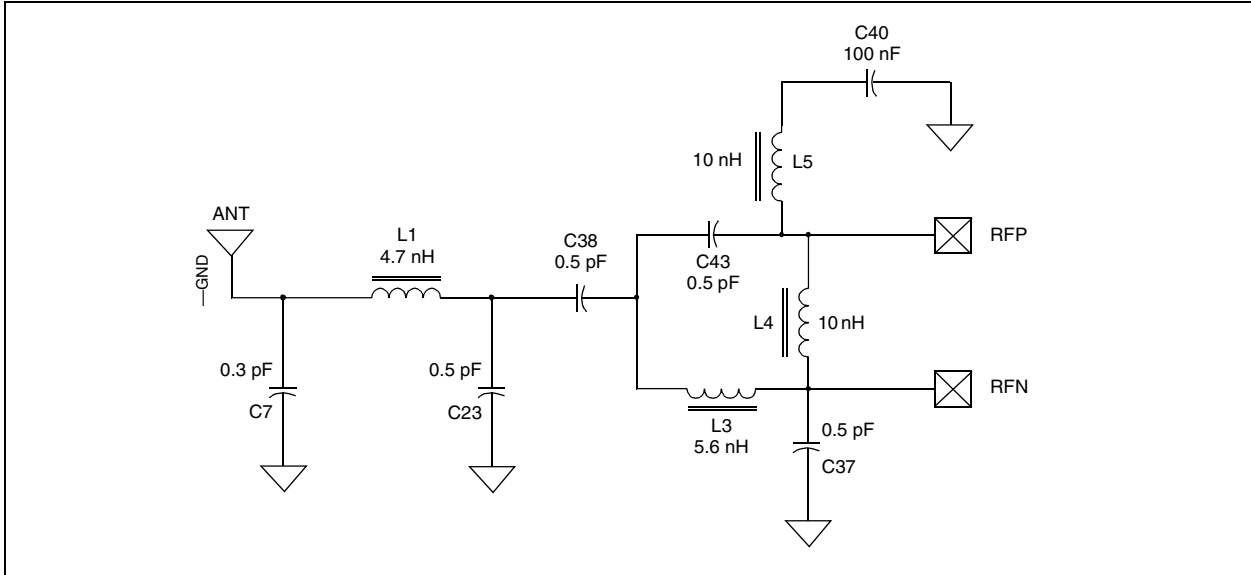 C40
100 nF
10 nH
L5
ANT
GND
L1
4.7 nH
C38
0.5 pF
C43
0.5 pF
RFP
L4
10 nH
0.3 pF
C7
0.5 pF
C23
L3
5.6 nH
RFN
0.5 pF
C37